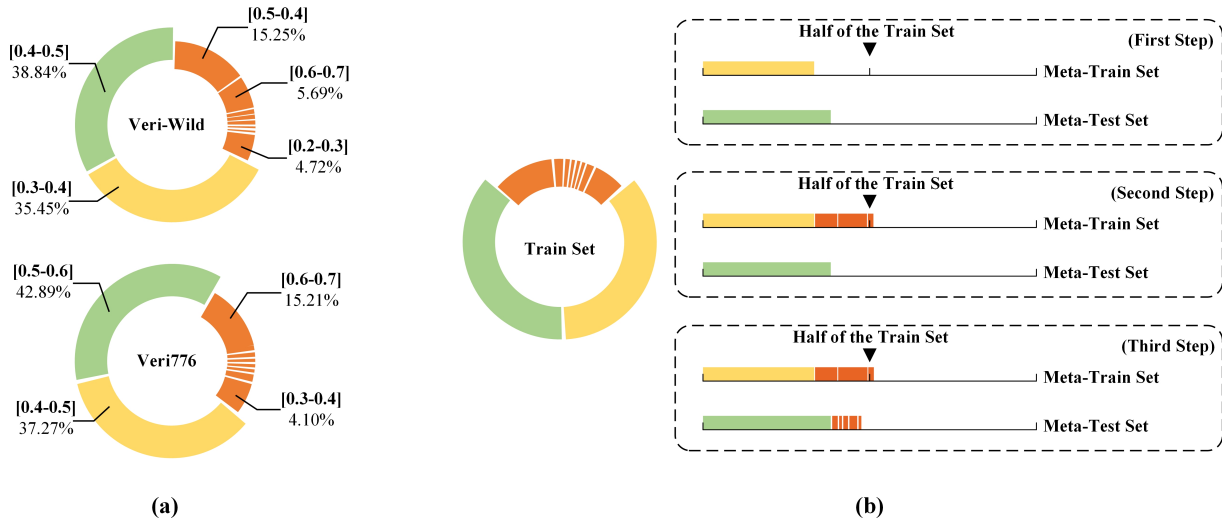 [0.5-0.4]
15.25%
[0.4-0.5]
38.84%
[0.6-0.7]
5.69%
Veri-Wild
[0.2-0.3]
4.72%
[0.3-0.4]
35.45%
[0.5-0.6]
42.89%
[0.6-0.7]
15.21%
Veri776
[0.4-0.5]
37.27%
[0.3-0.4]
4.10%
(a)
Train Set
Half of the Train Set
(First Step)
Meta-Train Set
Meta-Test Set
Half of the Train Set
(Second Step)
Meta-Train Set
Meta-Test Set
Half of the Train Set
(Third Step)
Meta-Train Set
Meta-Test Set
(b)